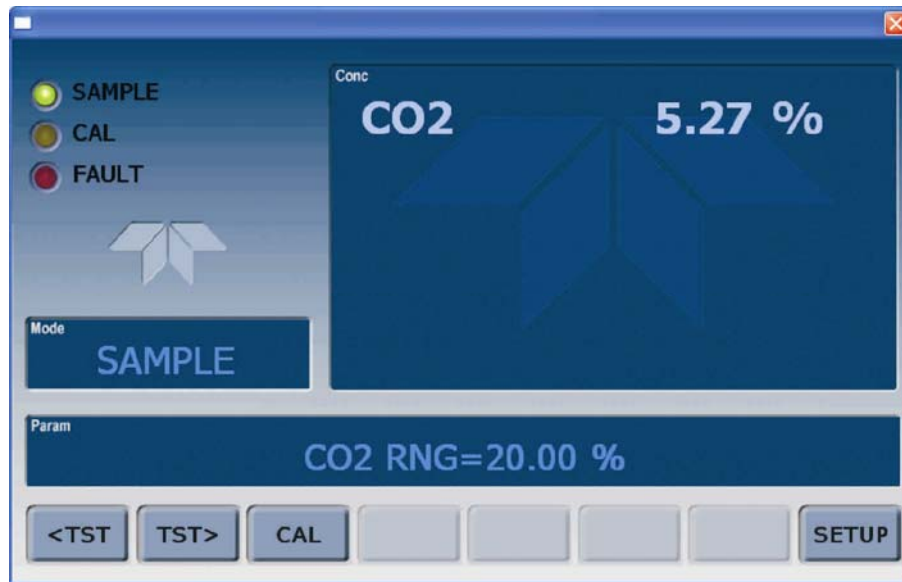 SAMPLE
CAL
FAULT
Conc
CO2 5.27 %
Mode
SAMPLE
Param
CO2 RNG=20.00 %
<TST TST> CAL SETUP